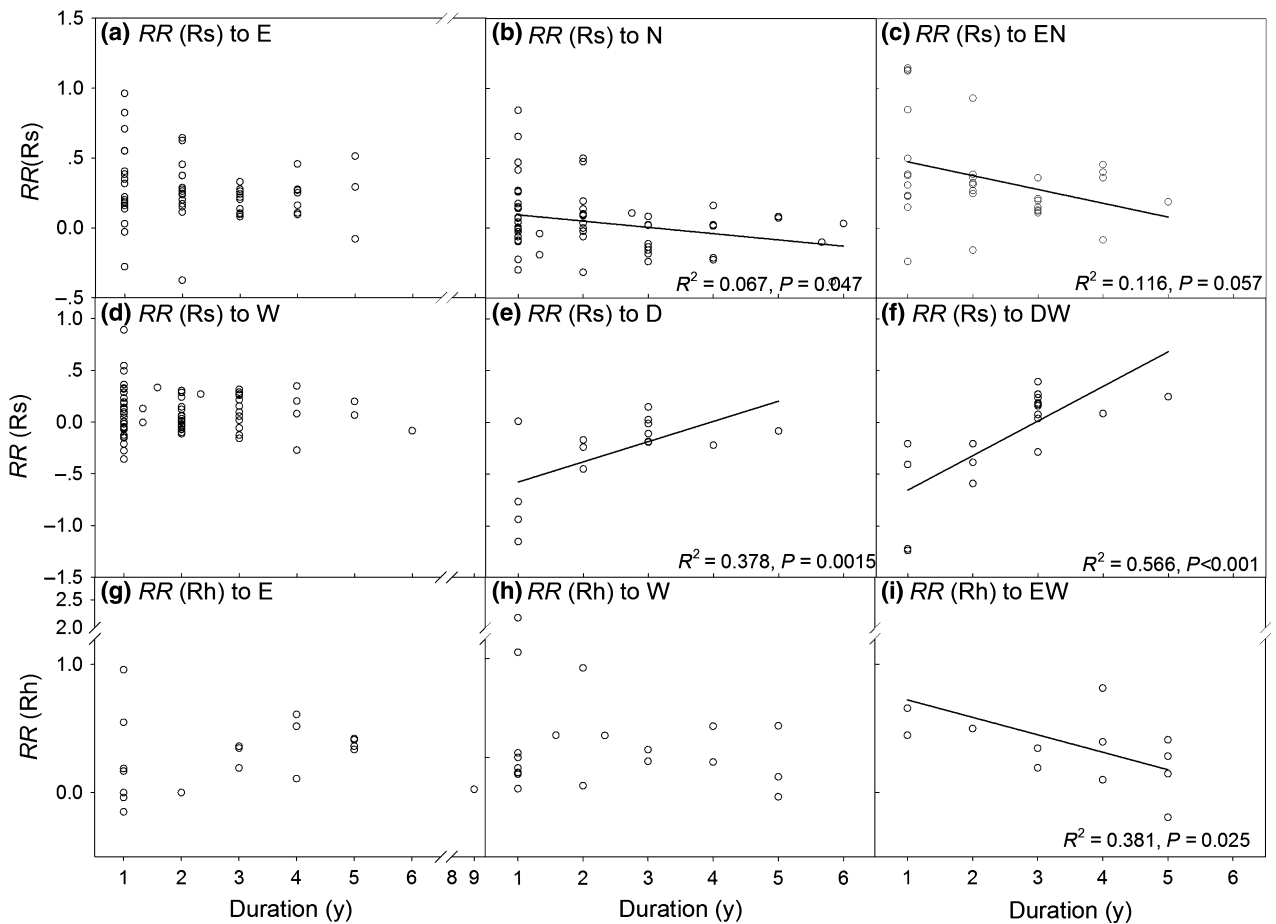 1.5
(a) RR (Rs) to E
(b) RR (Rs) to N
(c) RR (Rs) to EN
1.0
RR(Rs)
.5
0.0
–.5
R² = 0.067, P = 0.047
R² = 0.116, P = 0.057
(d) RR (Rs) to W
(e) RR (Rs) to D
(f) RR (Rs) to DW
1.0
.5
RR (Rs)
0.0
–.5
–1.0
–1.5
R² = 0.378, P = 0.0015
R² = 0.566, P<0.001
(g) RR (Rh) to E
(h) RR (Rh) to W
(i) RR (Rh) to EW
2.5
2.0
1.0
RR (Rh)
0.0
R² = 0.381, P = 0.025
1 2 3 4 5 6 8 9
1 2 3 4 5 6
1 2 3 4 5 6
Duration (y)
Duration (y)
Duration (y)